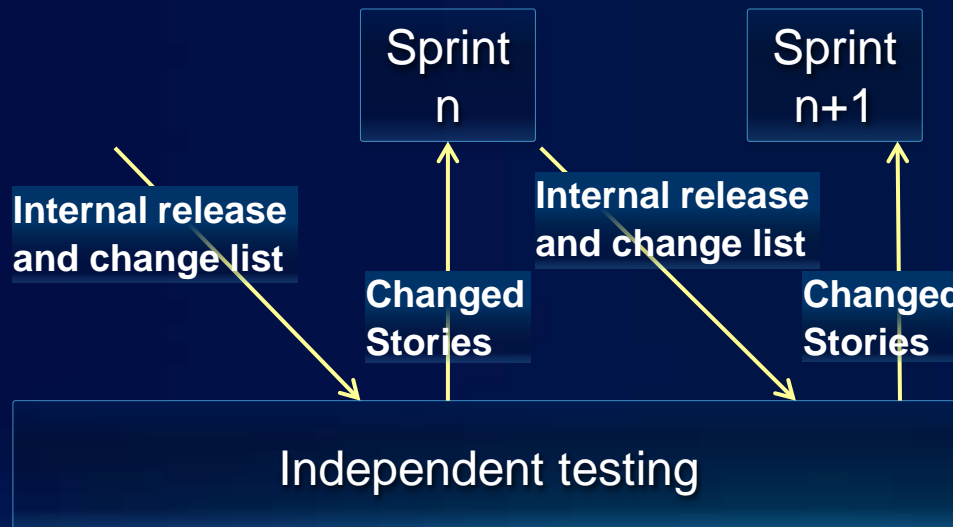 Sprint
n
Sprint
n+1
Internal release
and change list
Internal release
and change list
Changed
Stories
Changed
Stories
Independent testing